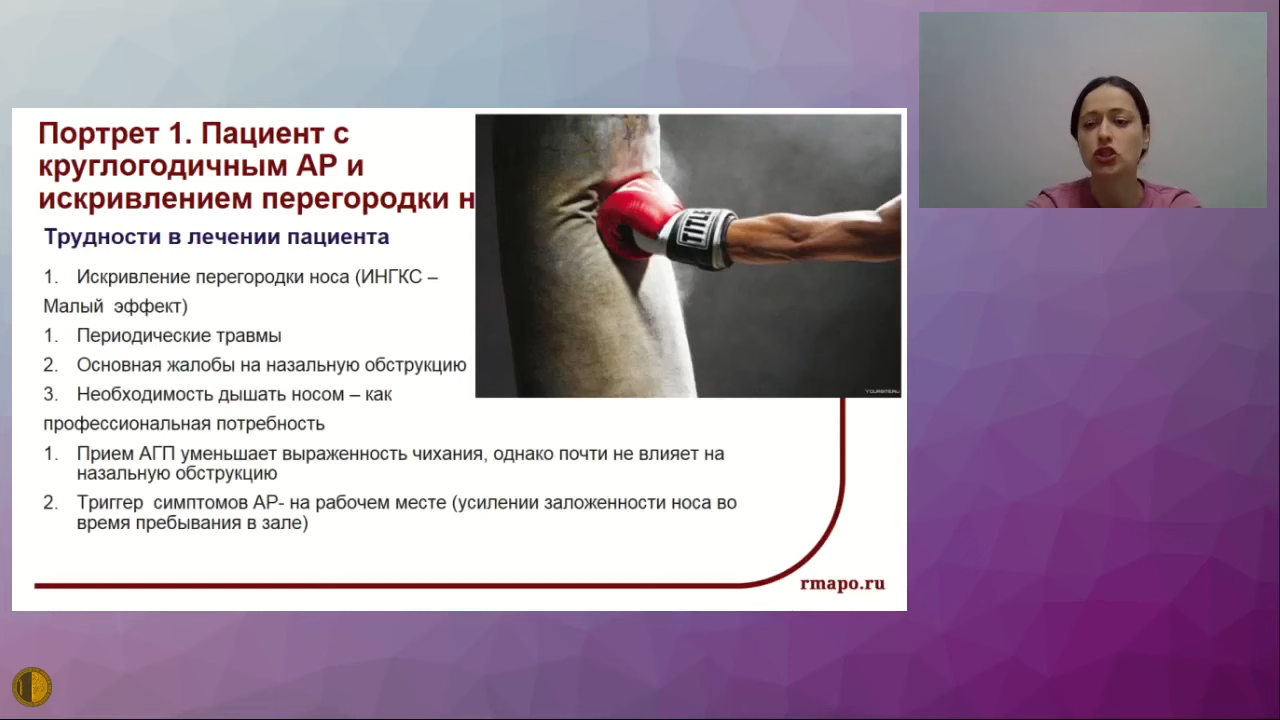 Портрет 1. Пациент с
круглогодичным АР и
искривлением перегородки н
Трудности в лечении пациента
1. Искривление перегородки носа (ИНГКС –
Малый эффект)
1. Периодические травмы
2. Основная жалобы на назальную обструкцию
3. Необходимость дышать носом – как
профессиональная потребность
1. Прием АГП уменьшает выраженность чихания, однако почти не влияет на
назальную обструкцию
2. Триггер симптомов АР- на рабочем месте (усилении заложенности носа во
время пребывания в зале)
TITLE
rmapo.ru